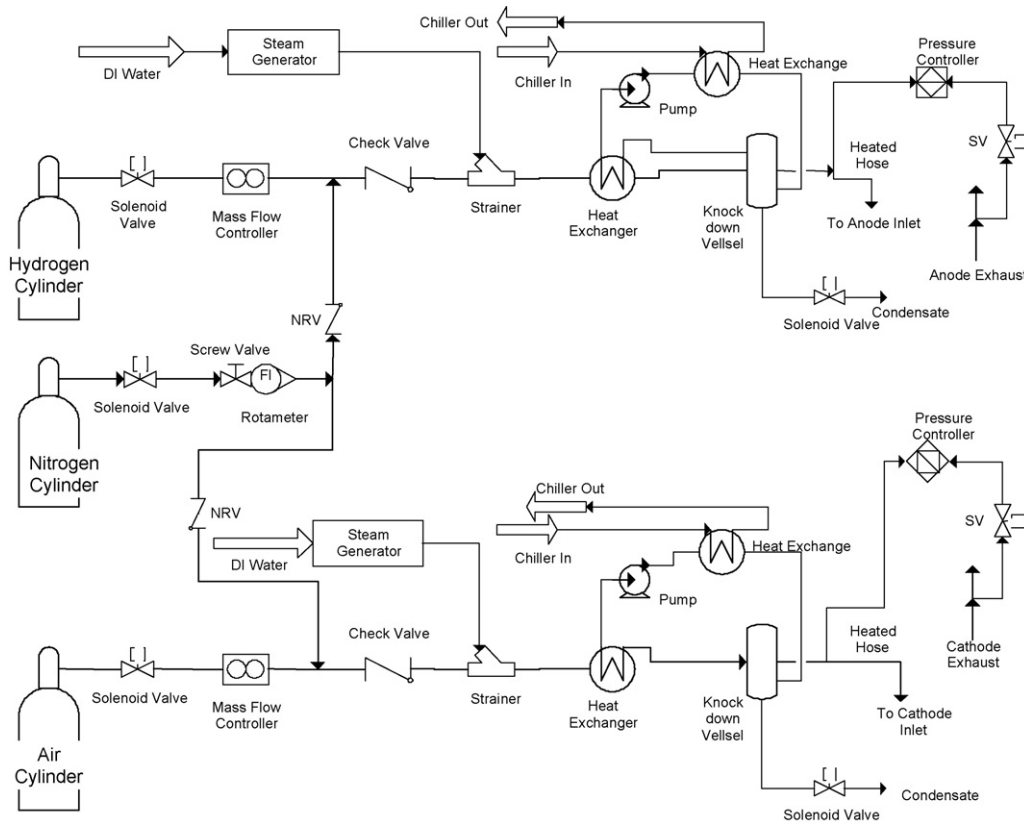 Chiller Out
Steam
Generator
DI Water
Chiller In
Heat Exchange
Pump
Pressure
Controller
SV
Check Valve
Heated
Hose
Solenoid
Valve
Mass Flow
Controller
Strainer
Heat
Exchanger
Knock
down
Vellsel
To Anode Inlet
Hydrogen
Cylinder
Anode Exhaust
NRV
Solenoid Valve
Condensate
Screw Valve
FI
Solenoid Valve
Rotameter
Nitrogen
Cylinder
Pressure
Controller
Chiller Out
NRV
Steam
Generator
DI Water
Chiller In
Heat Exchange
SV
Pump
Check Valve
Heated
Hose
Cathode
Exhaust
Solenoid Valve
Mass Flow
Controller
Strainer
Heat
Exchanger
Knock
down
Vellsel
To Cathode
Inlet
Air
Cylinder
Condensate
Solenoid Valve